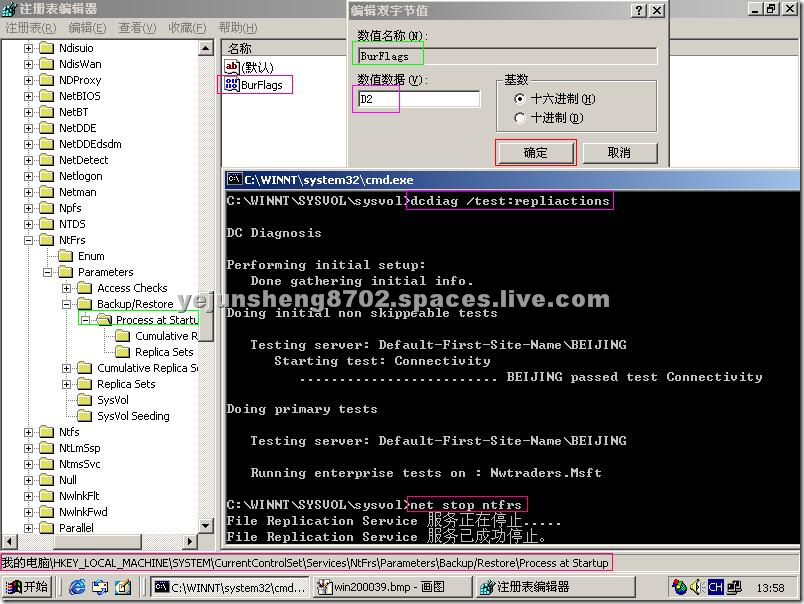 注册表编辑器
注册表(R) 编辑(E) 查看(V) 收藏(F) 帮助(H)
Ndisuio
NdisWan
NDProxy
NetBIOS
NetBT
NetDDE
NetDDEdsdm
NetDetect
Netlogon
Netman
Npfs
NTDS
NtFrs
Enum
Parameters
Access Checks
Backup/Restore
Process at Startu
Cumulative R
Replica Sets
Cumulative Replica Se
Replica Sets
SysVol
SysVol Seeding
Ntfs
NtLmSsp
NtmsSvc
Null
NwlnkFlt
NwlnkFwd
Parallel
名称
(默认)
BurFlags
编辑双字节值
数值名称(N):
BurFlags
数值数据(V):
D2
基数
十六进制(H)
十进制(D)
确定
取消
C:\WINNT\system32\cmd.exe
C:\WINNT\SYSVOL\sysvol>dcdiag /test:repliactions
DC Diagnosis
Performing initial setup:
Done gathering initial info.
Doing initial non skippeable tests
Testing server: Default-First-Site-Name\BEIJING
Starting test: Connectivity
......................... BEIJING passed test Connectivity
Doing primary tests
Testing server: Default-First-Site-Name\BEIJING
Running enterprise tests on : Nwtraders.Msft
C:\WINNT\SYSVOL\sysvol>net stop ntfrs
File Replication Service 服务正在停止.....
File Replication Service 服务已成功停止。
yejunsheng8702.spaces.live.com
我的电脑\HKEY_LOCAL_MACHINE\SYSTEM\CurrentControlSet\Services\NtFrs\Parameters\Backup/Restore\Process at Startup
开始
C:\WINNT\system32\cmd...
win200039.bmp - 画图
注册表编辑器
CH
13:58